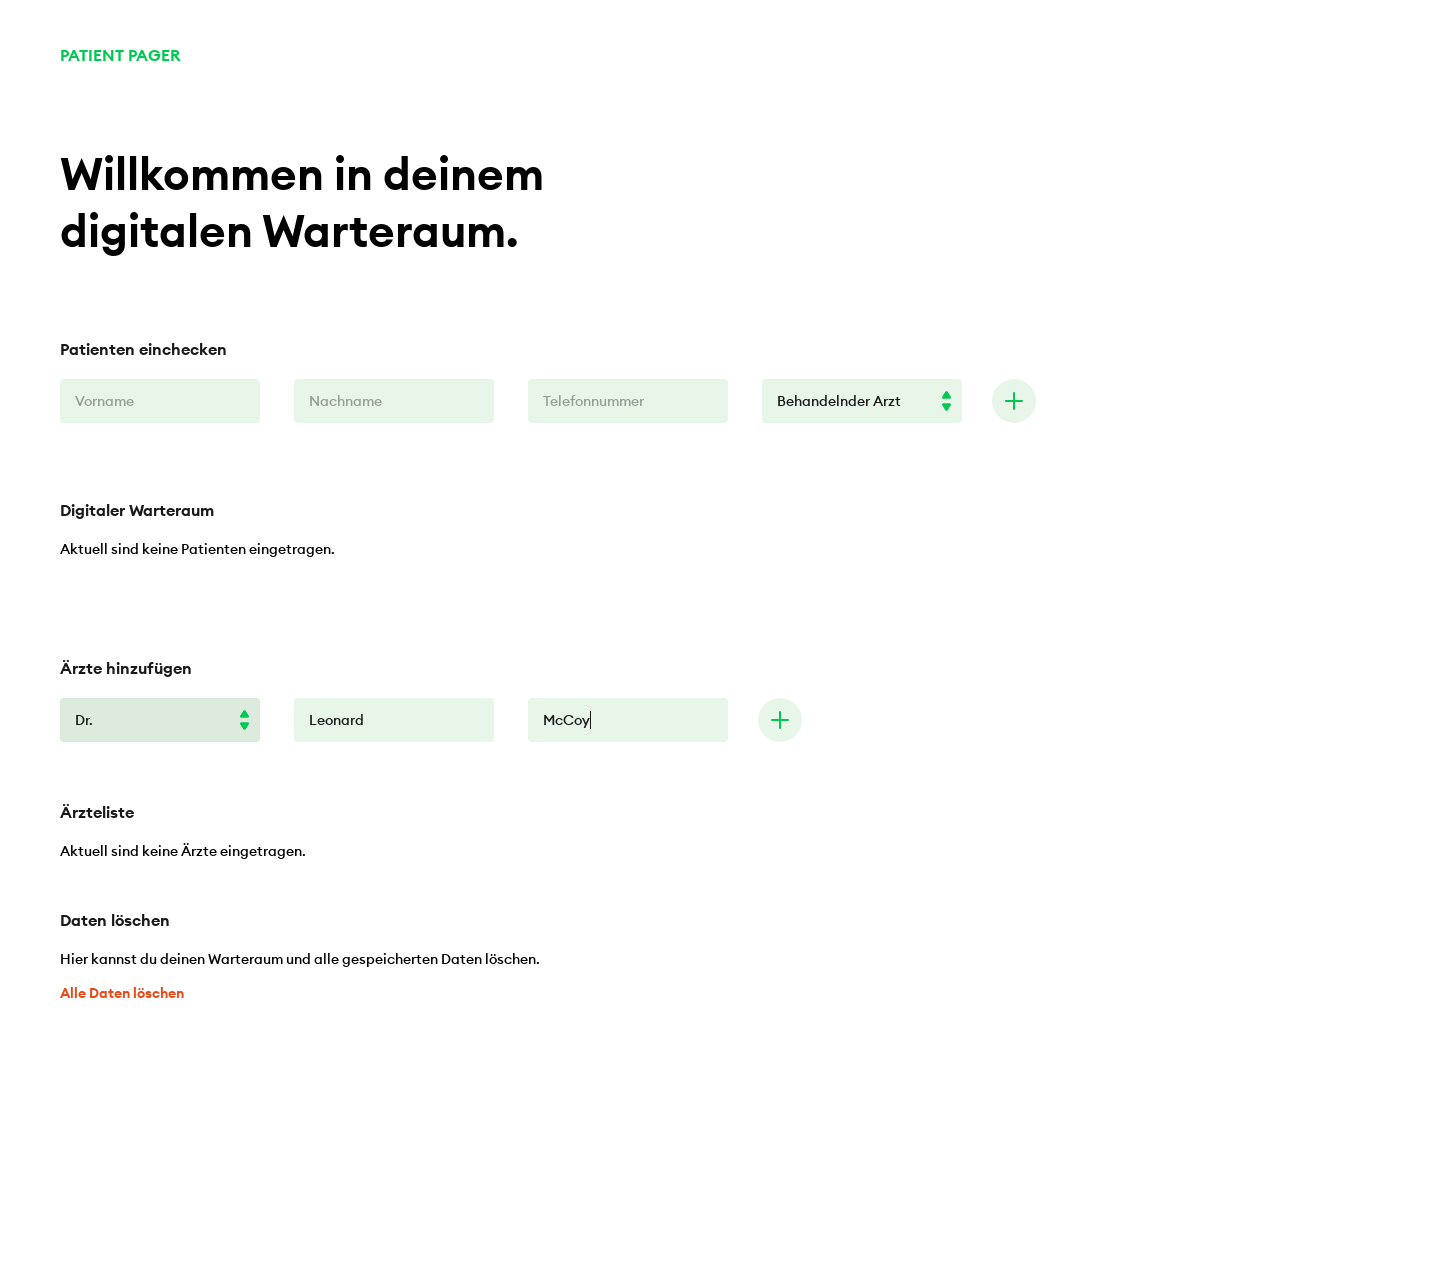 PATIENT PAGER
Willkommen in deinem
digitalen Warteraum.
Patienten einchecken
Vorname Nachname Telefonnummer Behandelnder Arzt
Digitaler Warteraum
Aktuell sind keine Patienten eingetragen.
Ärzte hinzufügen
Dr. Leonard McCoy
Ärzteliste
Aktuell sind keine Ärzte eingetragen.
Daten löschen
Hier kannst du deinen Warteraum und alle gespeicherten Daten löschen.
Alle Daten löschen